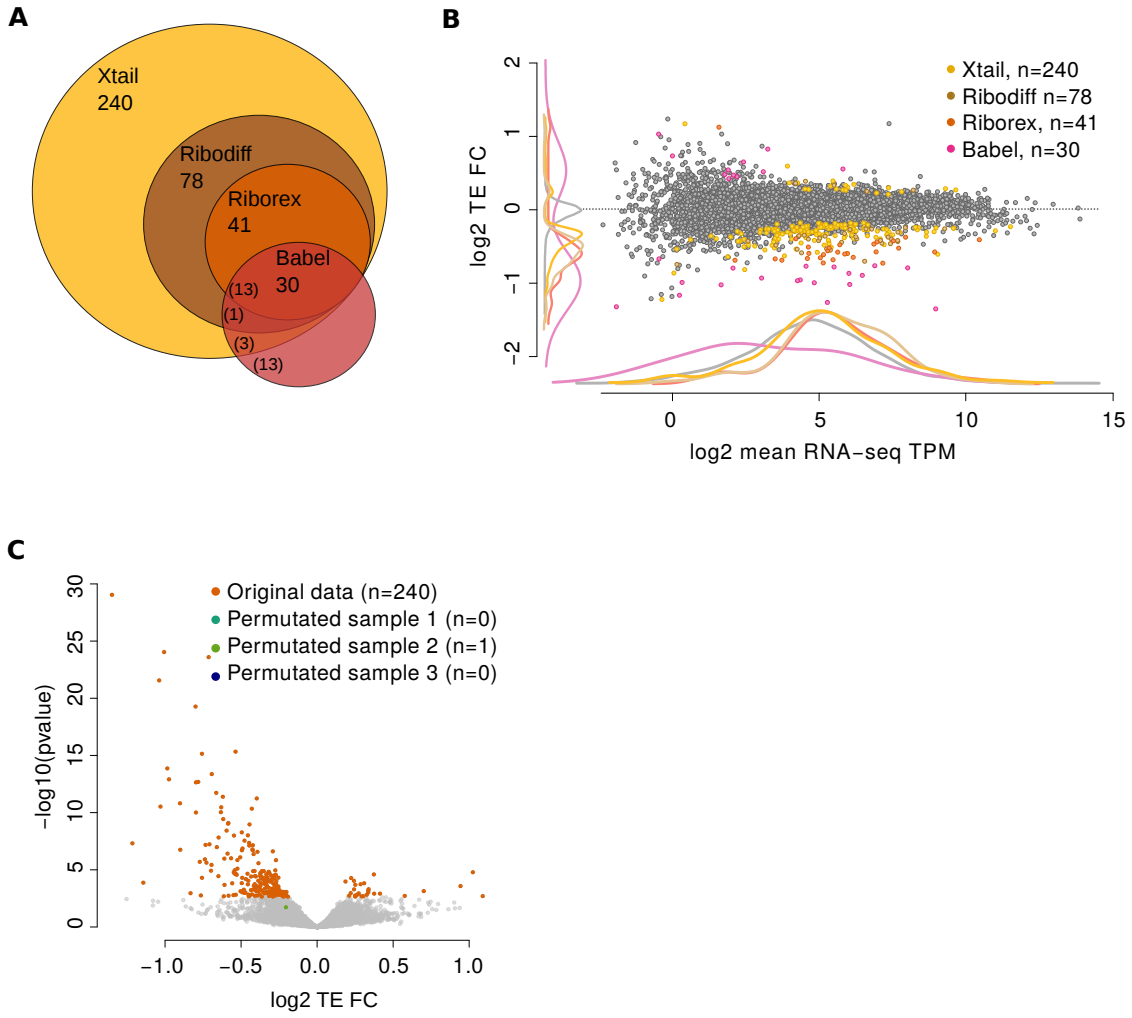 A
Xtail
240
Ribodiff
78
Riborex
41
Babel
30
(13)
(1)
(3)
(13)
B
log2 TE FC
2
1
0
−1
−2
Xtail, n=240
Ribodiff n=78
Riborex, n=41
Babel, n=30
0
5
10
15
log2 mean RNA−seq TPM
C
−log10(pvalue)
30
25
20
15
10
5
0
Original data (n=240)
Permutated sample 1 (n=0)
Permutated sample 2 (n=1)
Permutated sample 3 (n=0)
−1.0
−0.5
0.0
0.5
1.0
log2 TE FC